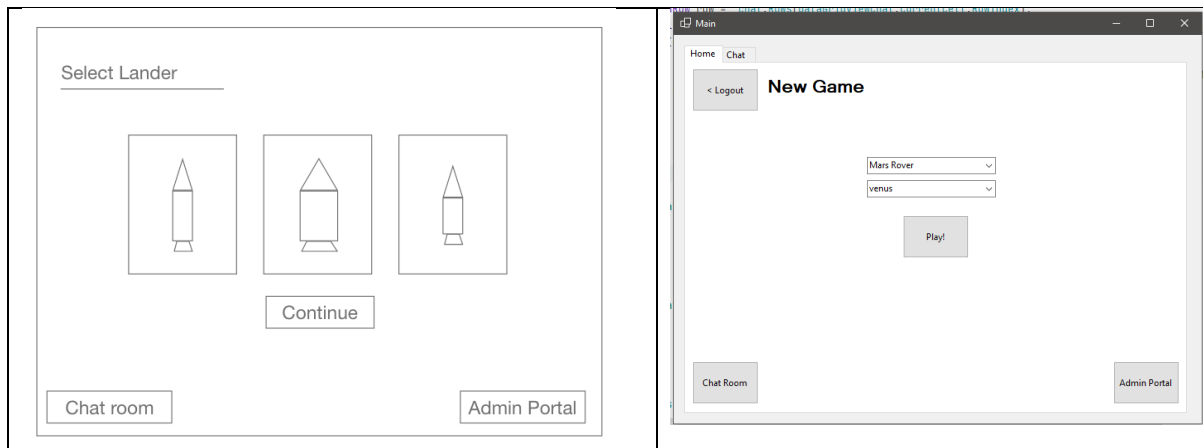 Select Lander
Continue
Chat room
Admin Portal
Main
Home
Chat
< Logout
New Game
Mars Rover
venus
Play!
Chat Room
Admin Portal